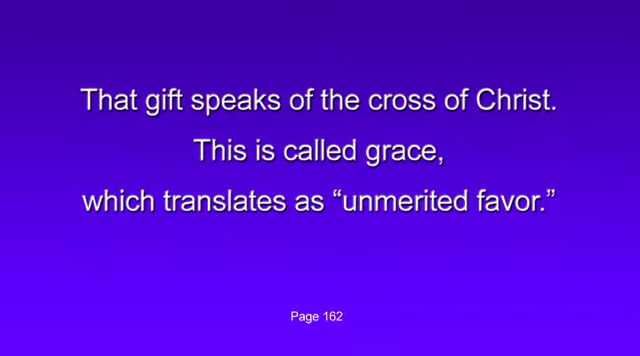 That gift speaks of the cross of Christ.
This is called grace,
which translates as “unmerited favor.”
Page 162